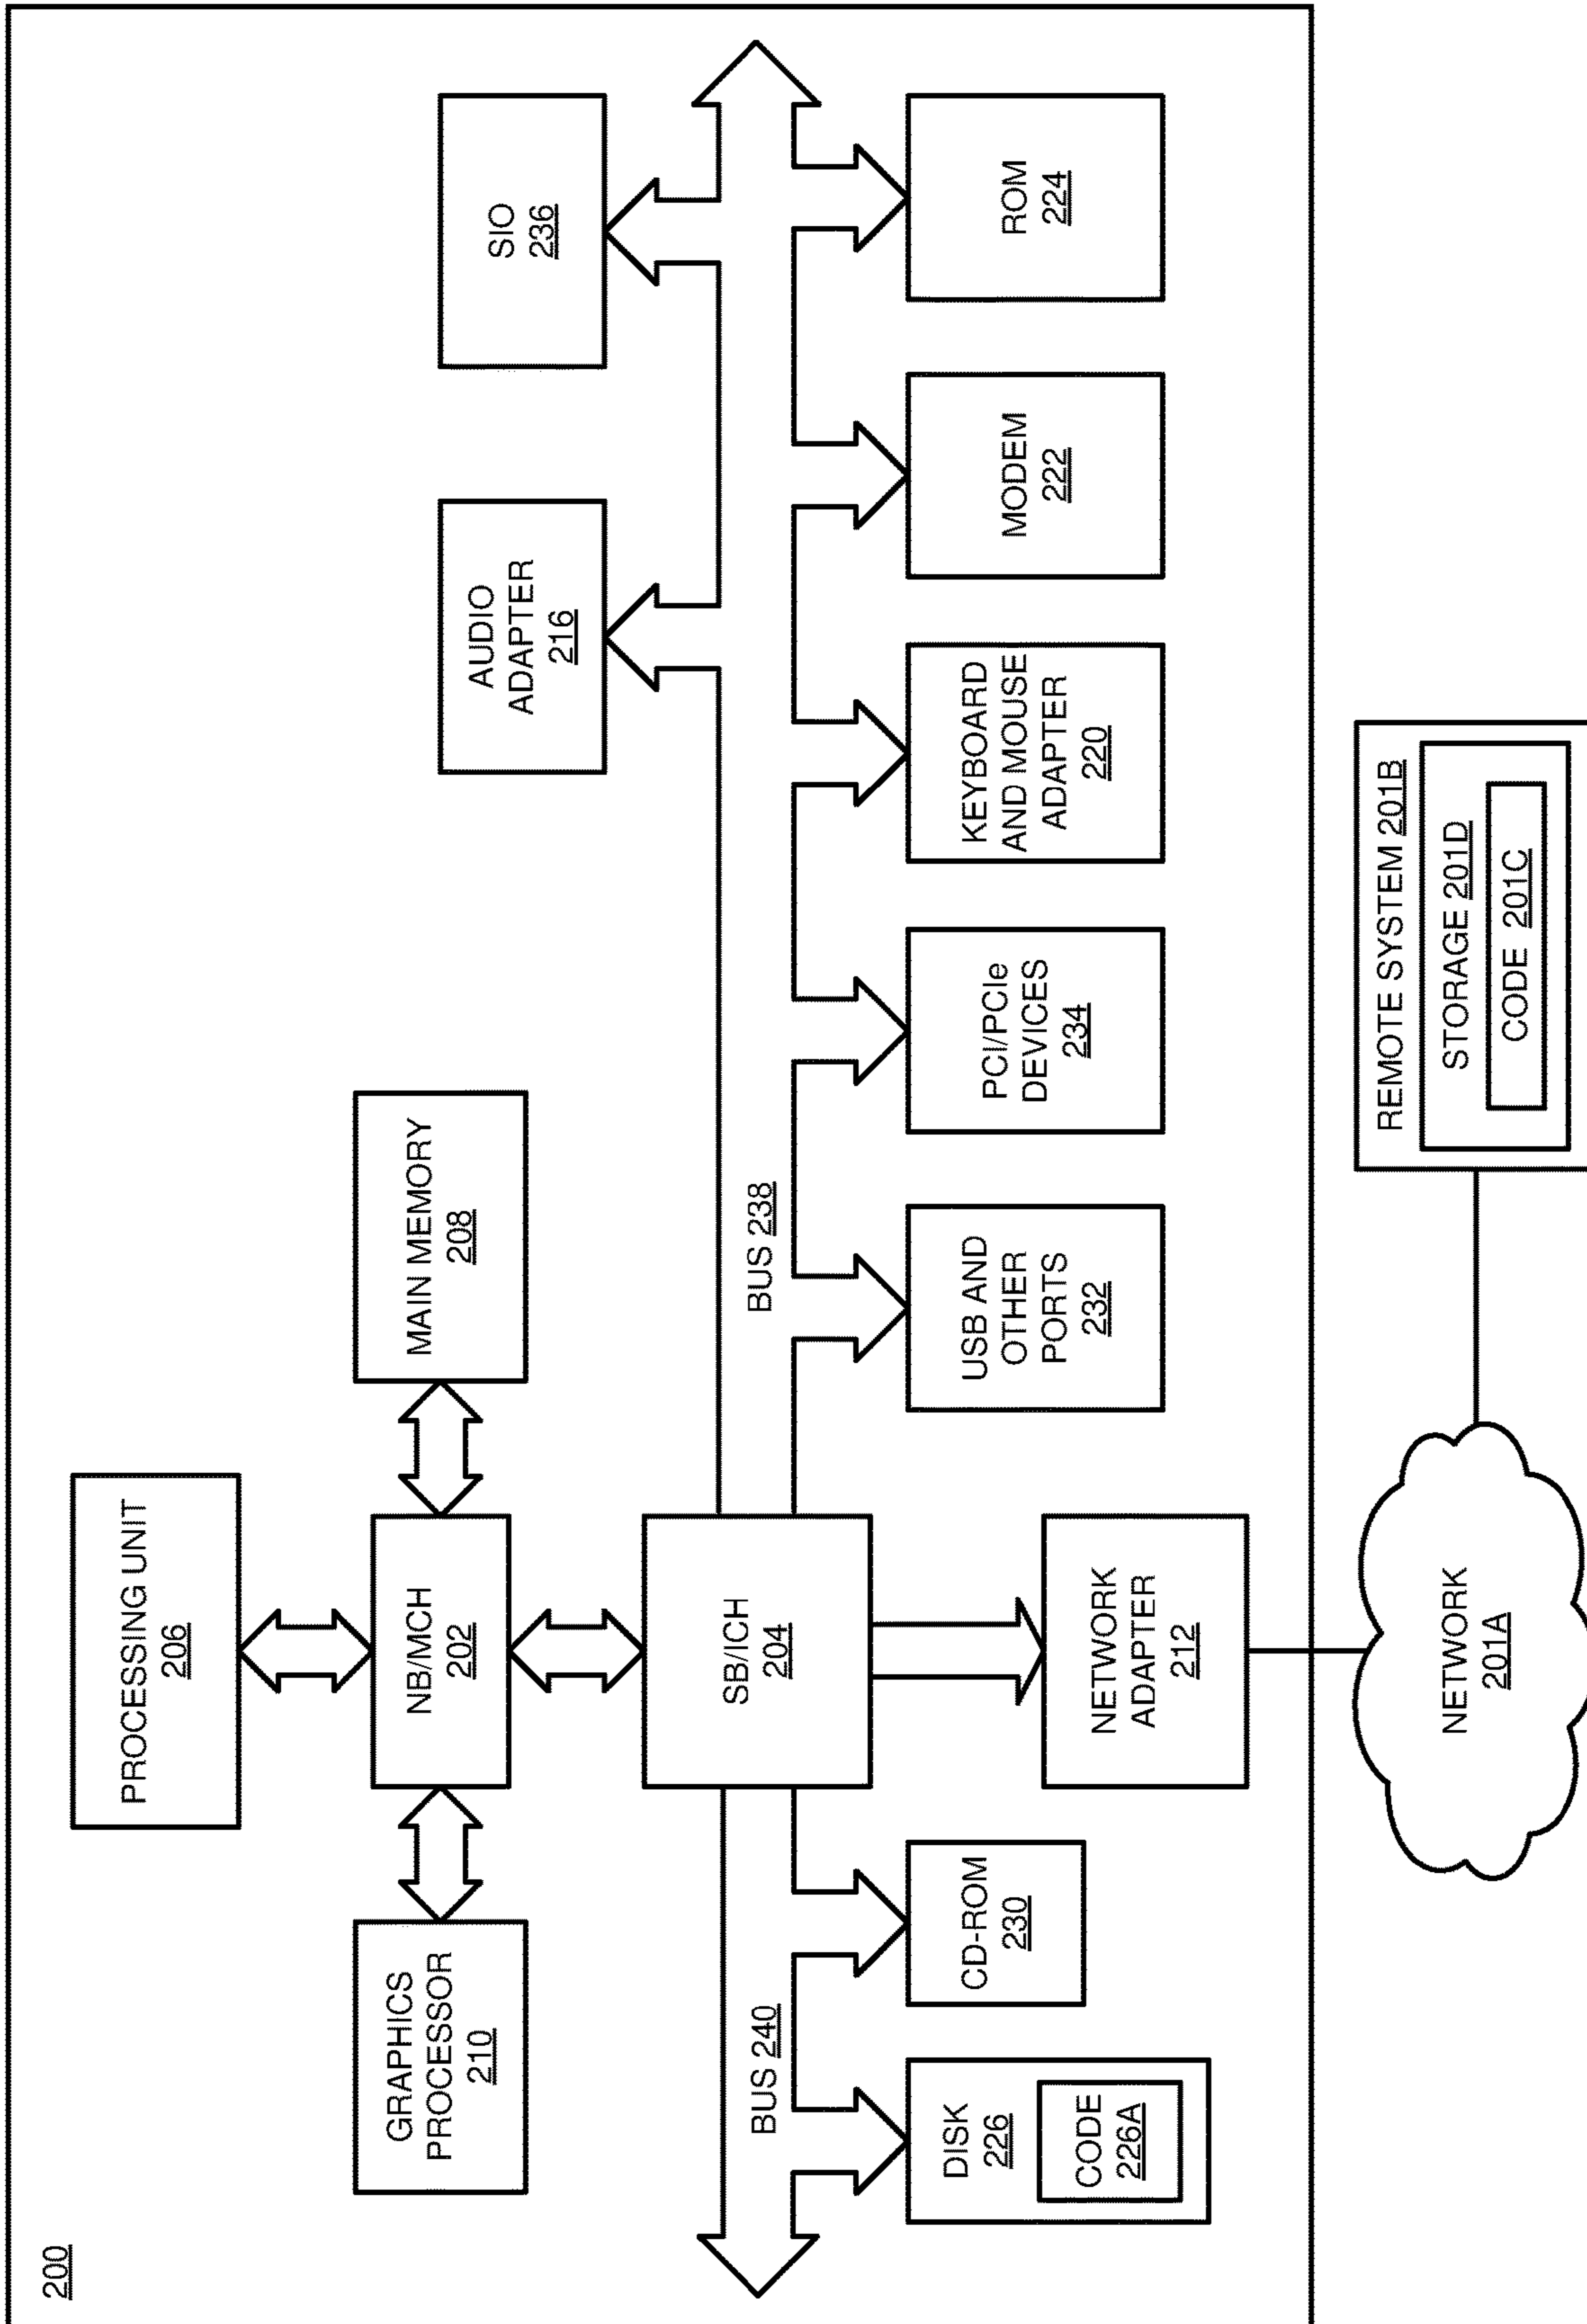 200
PROCESSING UNIT
206
GRAPHICS
PROCESSOR
210
NB/MCH
202
MAIN MEMORY
208
AUDIO
ADAPTER
216
SIO
236
SB/ICH
204
BUS 240
BUS 238
DISK
226
CODE
226A
CD-ROM
230
NETWORK
ADAPTER
212
USB AND
OTHER
PORTS
232
PCI/PCIe
DEVICES
234
KEYBOARD
AND MOUSE
ADAPTER
220
MODEM
222
ROM
224
NETWORK
201A
REMOTE SYSTEM 201B
STORAGE 201D
CODE 201C